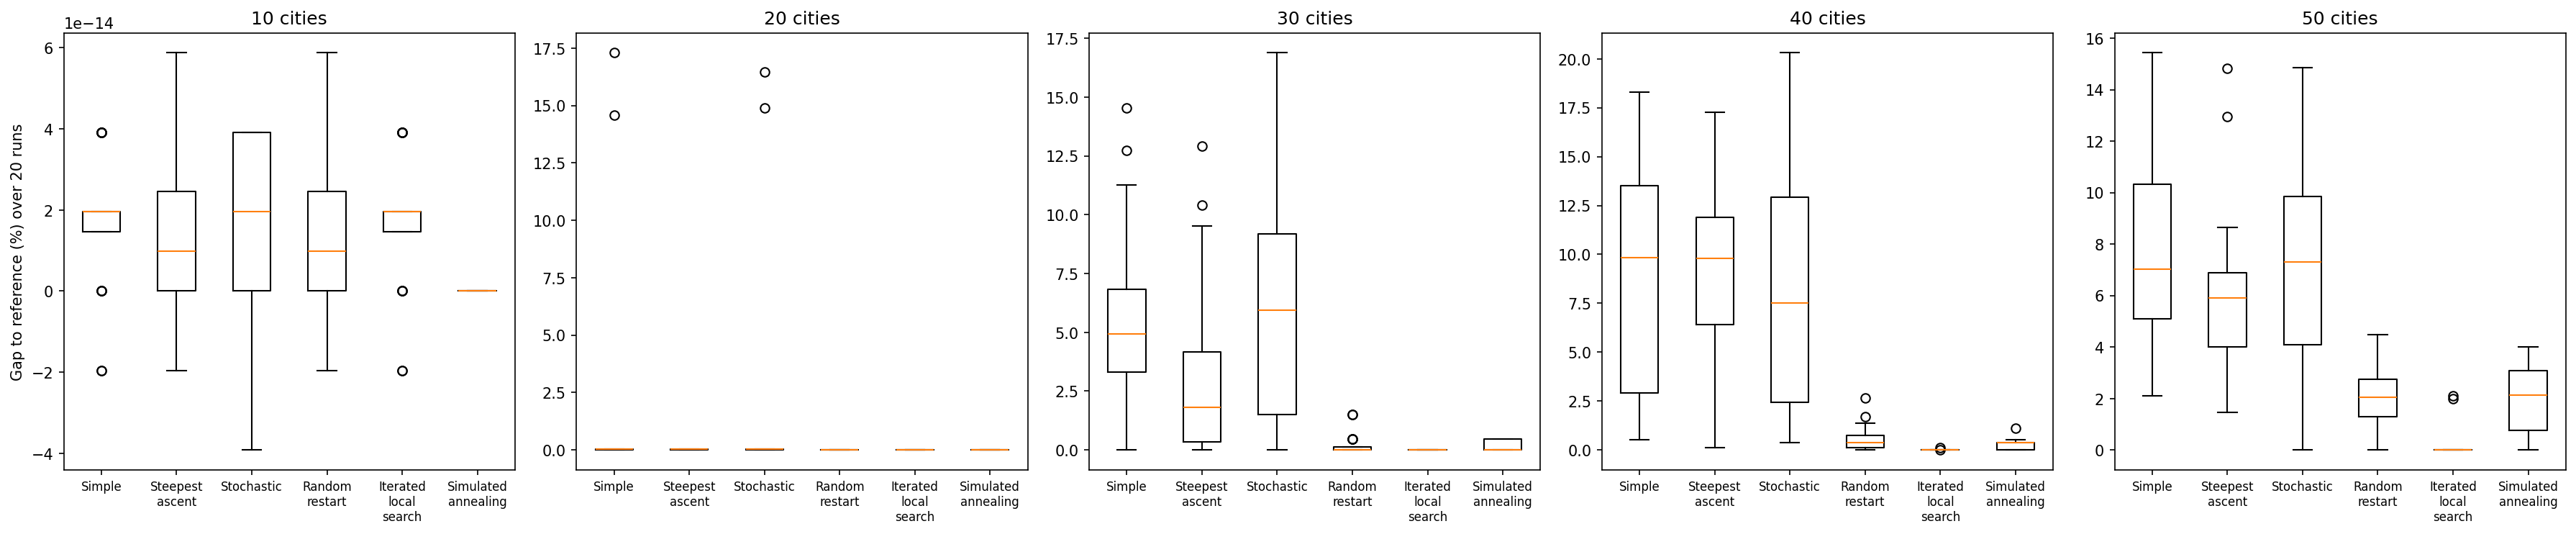 10 cities
20 cities
30 cities
40 cities
50 cities
1e−14
Gap to reference (%) over 20 runs
6
4
2
0
−2
−4
Simple
Steepest
ascent
Stochastic
Random
restart
Iterated
local
search
Simulated
annealing
17.5
15.0
12.5
10.0
7.5
5.0
2.5
0.0
Simple
Steepest
ascent
Stochastic
Random
restart
Iterated
local
search
Simulated
annealing
17.5
15.0
12.5
10.0
7.5
5.0
2.5
0.0
Simple
Steepest
ascent
Stochastic
Random
restart
Iterated
local
search
Simulated
annealing
20.0
17.5
15.0
12.5
10.0
7.5
5.0
2.5
0.0
Simple
Steepest
ascent
Stochastic
Random
restart
Iterated
local
search
Simulated
annealing
16
14
12
10
8
6
4
2
0
Simple
Steepest
ascent
Stochastic
Random
restart
Iterated
local
search
Simulated
annealing